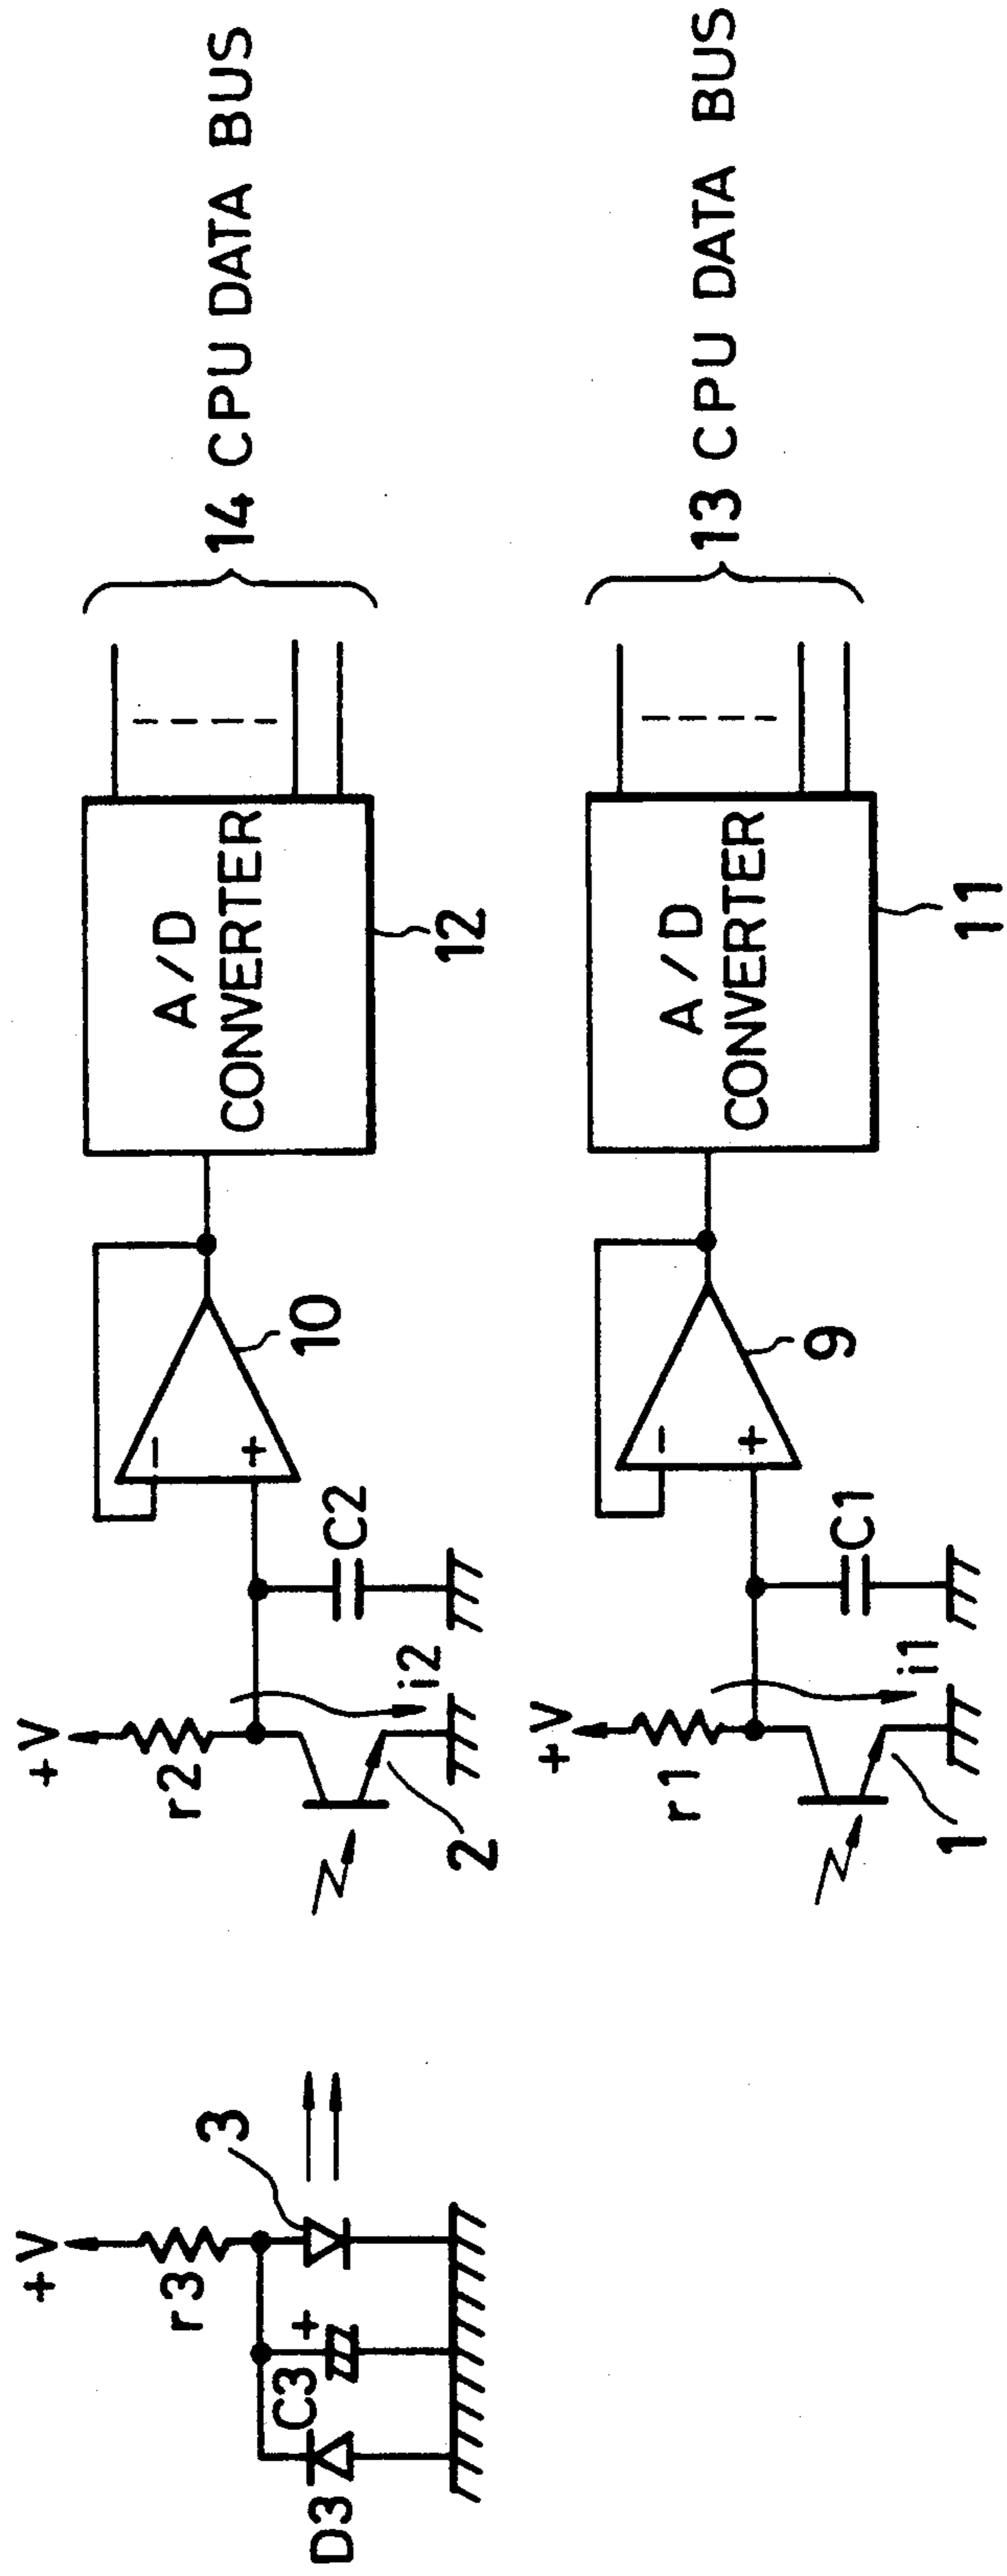 +V
r3
3
C3
+
D3
+V
r2
i2
2
C2
-
+
10
A/D
CONVERTER
12
14 CPU DATA BUS
+V
r1
i1
1
C1
-
+
9
A/D
CONVERTER
11
13 CPU DATA BUS